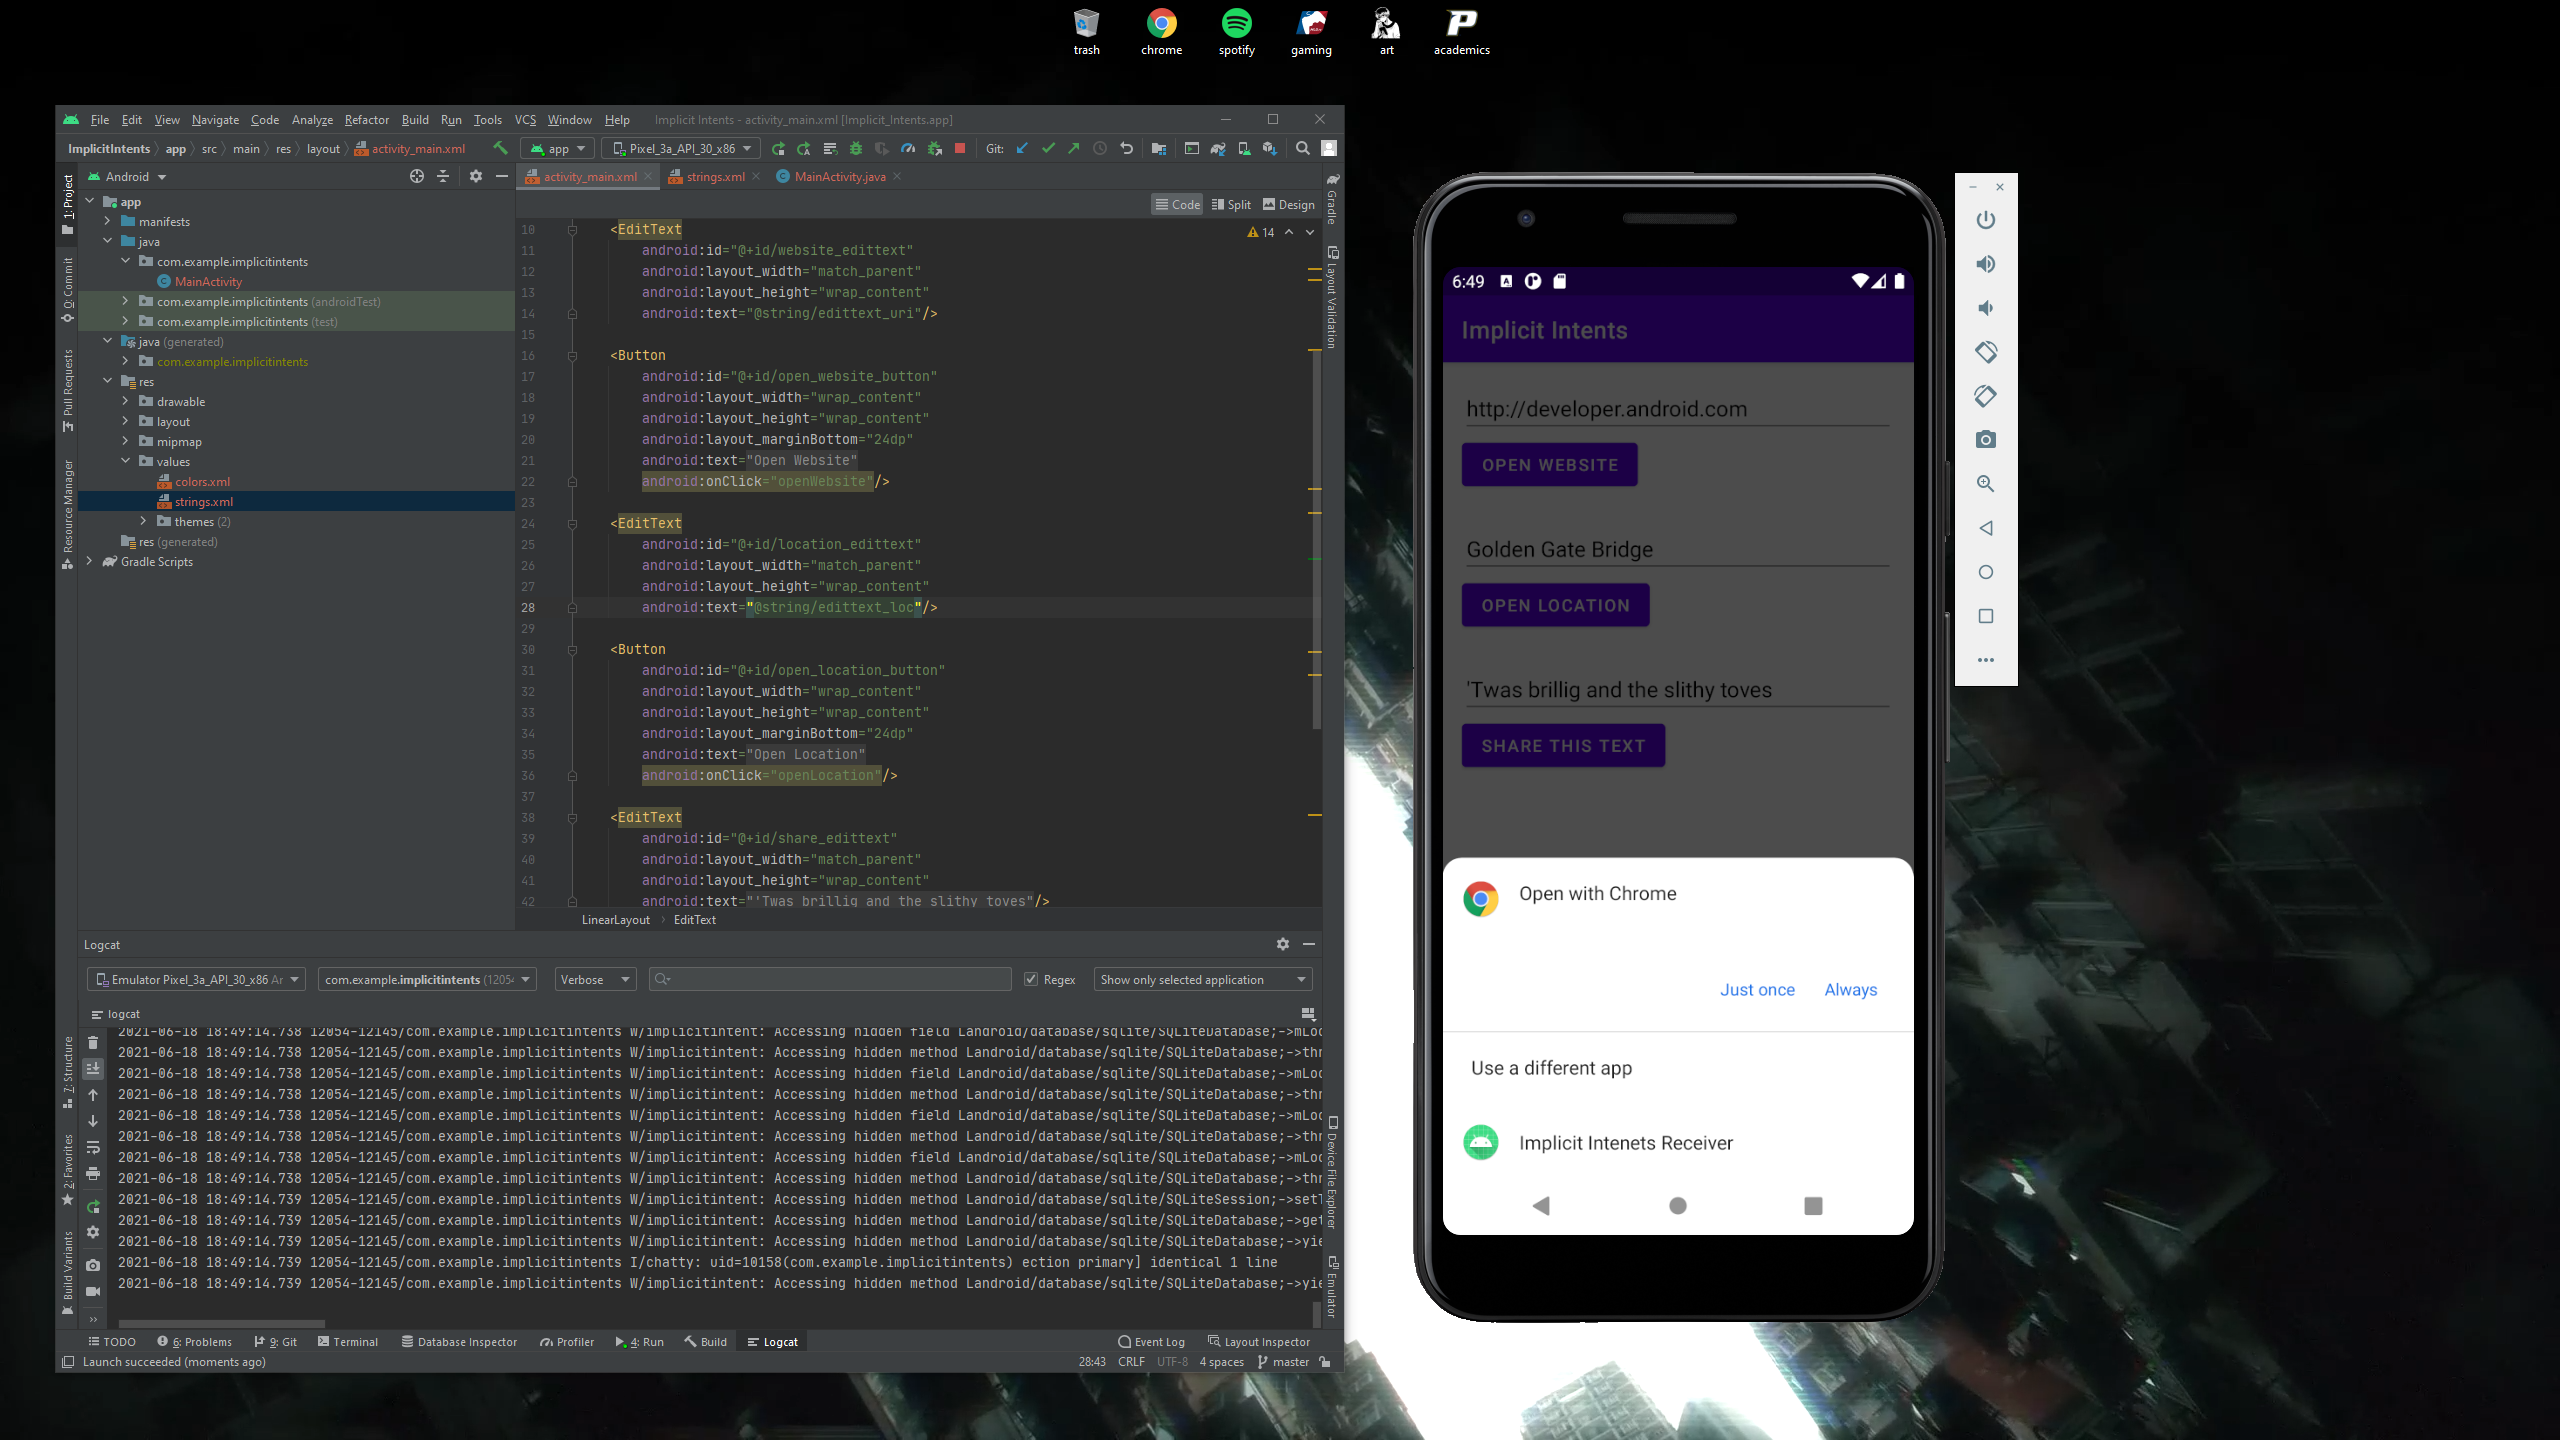 trash
chrome
spotify
gaming
art
academics
File Edit View Navigate Code Analyze Refactor Build Run Tools VCS Window Help Implicit Intents - activity_main.xml [Implicit_Intents.app]
ImplicitIntents app src main res layout activity_main.xml app Pixel_3a_API_30_x86 Git:
Android
activity_main.xml strings.xml MainActivity.java
Code Split Design
1: Project
0: Commit
Pull Requests
Resource Manager
7: Structure
2: Favorites
Build Variants
app
manifests
java
com.example.implicitintents
MainActivity
com.example.implicitintents (androidTest)
com.example.implicitintents (test)
java (generated)
com.example.implicitintents
res
drawable
layout
mipmap
values
colors.xml
strings.xml
themes (2)
res (generated)
Gradle Scripts
14
10 <EditText
11 android:id="@+id/website_edittext"
12 android:layout_width="match_parent"
13 android:layout_height="wrap_content"
14 android:text="@string/edittext_uri"/>
15
16 <Button
17 android:id="@+id/open_website_button"
18 android:layout_width="wrap_content"
19 android:layout_height="wrap_content"
20 android:layout_marginBottom="24dp"
21 android:text="Open Website"
22 android:onClick="openWebsite"/>
23
24 <EditText
25 android:id="@+id/location_edittext"
26 android:layout_width="match_parent"
27 android:layout_height="wrap_content"
28 android:text="@string/edittext_loc"/>
29
30 <Button
31 android:id="@+id/open_location_button"
32 android:layout_width="wrap_content"
33 android:layout_height="wrap_content"
34 android:layout_marginBottom="24dp"
35 android:text="Open Location"
36 android:onClick="openLocation"/>
37
38 <EditText
39 android:id="@+id/share_edittext"
40 android:layout_width="match_parent"
41 android:layout_height="wrap_content"
42 android:text="'Twas brillig and the slithy toves"/>
LinearLayout EditText
Gradle
Layout Validation
Device File Explorer
Emulator
Logcat
Emulator Pixel_3a_API_30_x86 Ar com.example.implicitintents (12054 Verbose Regex Show only selected application
logcat
2021-06-18 18:49:14.738 12054-12145/com.example.implicitintents W/implicitintent: Accessing hidden field Landroid/database/sqlite/SQLiteDatabase;->mLoc
2021-06-18 18:49:14.738 12054-12145/com.example.implicitintents W/implicitintent: Accessing hidden method Landroid/database/sqlite/SQLiteDatabase;->thr
2021-06-18 18:49:14.738 12054-12145/com.example.implicitintents W/implicitintent: Accessing hidden field Landroid/database/sqlite/SQLiteDatabase;->mLoc
2021-06-18 18:49:14.738 12054-12145/com.example.implicitintents W/implicitintent: Accessing hidden method Landroid/database/sqlite/SQLiteDatabase;->thr
2021-06-18 18:49:14.738 12054-12145/com.example.implicitintents W/implicitintent: Accessing hidden field Landroid/database/sqlite/SQLiteDatabase;->mLoc
2021-06-18 18:49:14.738 12054-12145/com.example.implicitintents W/implicitintent: Accessing hidden method Landroid/database/sqlite/SQLiteDatabase;->thr
2021-06-18 18:49:14.738 12054-12145/com.example.implicitintents W/implicitintent: Accessing hidden field Landroid/database/sqlite/SQLiteDatabase;->mLoc
2021-06-18 18:49:14.738 12054-12145/com.example.implicitintents W/implicitintent: Accessing hidden method Landroid/database/sqlite/SQLiteDatabase;->thr
2021-06-18 18:49:14.739 12054-12145/com.example.implicitintents W/implicitintent: Accessing hidden method Landroid/database/sqlite/SQLiteSession;->setT
2021-06-18 18:49:14.739 12054-12145/com.example.implicitintents W/implicitintent: Accessing hidden method Landroid/database/sqlite/SQLiteDatabase;->get
2021-06-18 18:49:14.739 12054-12145/com.example.implicitintents W/implicitintent: Accessing hidden method Landroid/database/sqlite/SQLiteDatabase;->yie
2021-06-18 18:49:14.739 12054-12145/com.example.implicitintents I/chatty: uid=10158(com.example.implicitintents) ection primary] identical 1 line
2021-06-18 18:49:14.739 12054-12145/com.example.implicitintents W/implicitintent: Accessing hidden method Landroid/database/sqlite/SQLiteDatabase;->yie
TODO 6: Problems 9: Git Terminal Database Inspector Profiler 4: Run Build Logcat Event Log Layout Inspector
Launch succeeded (moments ago) 28:43 CRLF UTF-8 4 spaces master
6:49
Implicit Intents
http://developer.android.com
OPEN WEBSITE
Golden Gate Bridge
OPEN LOCATION
'Twas brillig and the slithy toves
SHARE THIS TEXT
Open with Chrome
Just once Always
Use a different app
Implicit Intenets Receiver